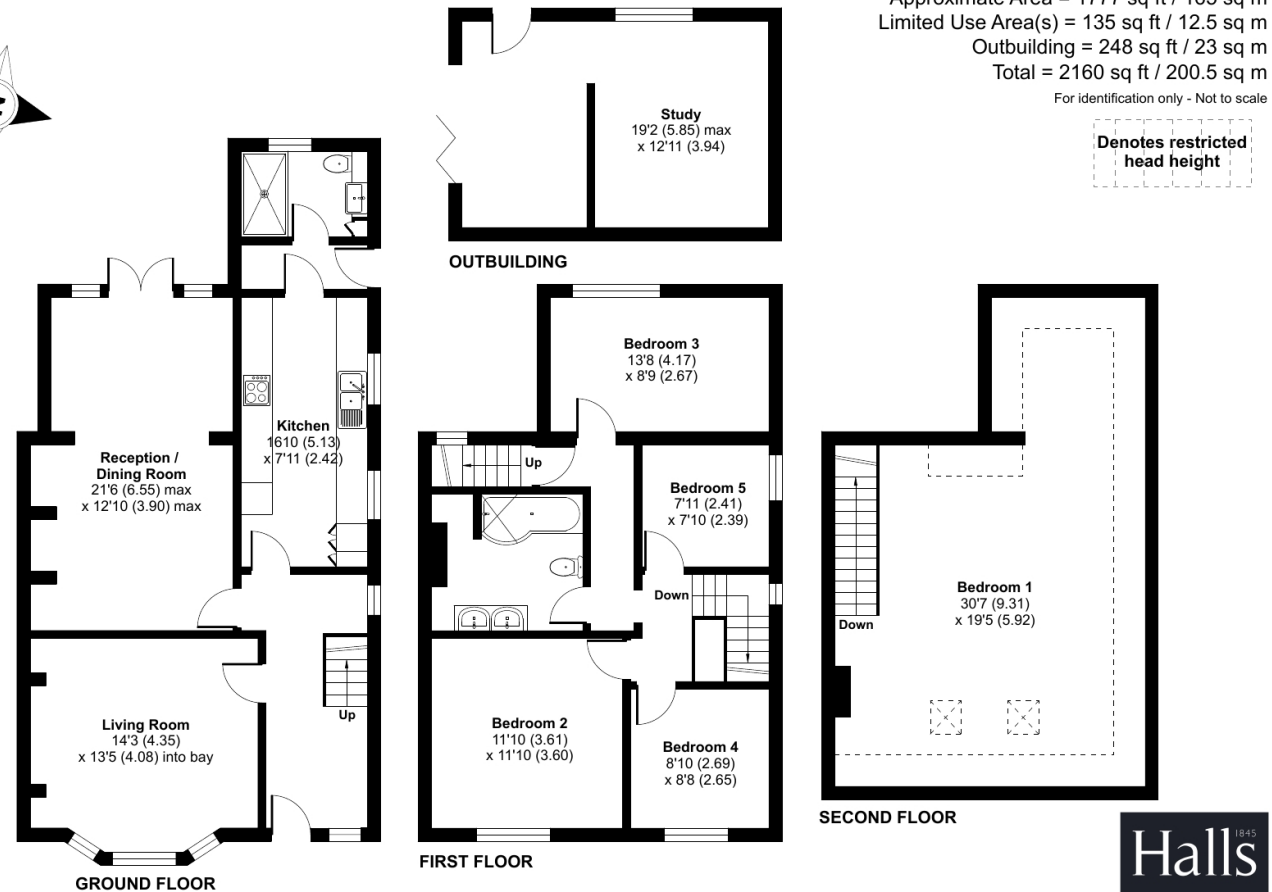 Approximate Area = 1777 sq ft / 165 sq m
Limited Use Area(s) = 135 sq ft / 12.5 sq m
Outbuilding = 248 sq ft / 23 sq m
Total = 2160 sq ft / 200.5 sq m
For identification only - Not to scale
Denotes restricted
head height
Study
19'2 (5.85) max
x 12'11 (3.94)
OUTBUILDING
Kitchen
1610 (5.13)
x 7'11 (2.42)
Reception /
Dining Room
21'6 (6.55) max
x 12'10 (3.90) max
Living Room
14'3 (4.35)
x 13'5 (4.08) into bay
Up
GROUND FLOOR
Bedroom 3
13'8 (4.17)
x 8'9 (2.67)
Up
Bedroom 5
7'11 (2.41)
x 7'10 (2.39)
Down
Bedroom 2
11'10 (3.61)
x 11'10 (3.60)
Bedroom 4
8'10 (2.69)
x 8'8 (2.65)
FIRST FLOOR
Bedroom 1
30'7 (9.31)
x 19'5 (5.92)
Down
SECOND FLOOR
1845
Halls